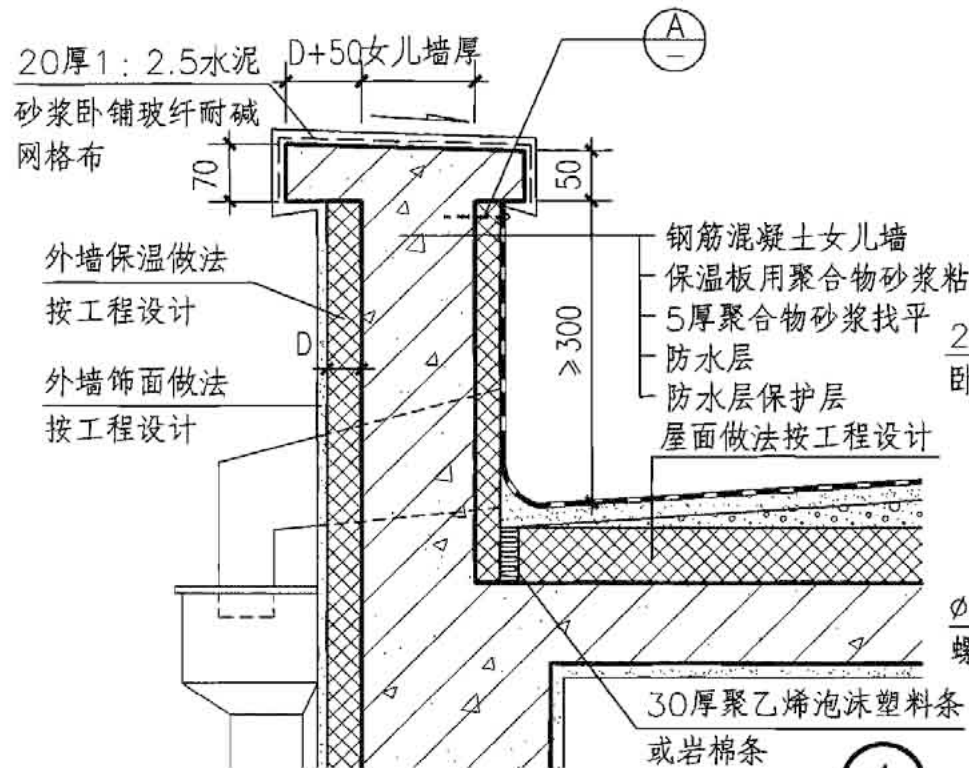 20厚1：2.5水泥
砂浆卧铺玻纤耐碱
网格布
D+50女儿墙厚
A
70
50
外墙保温做法
按工程设计
D
外墙饰面做法
按工程设计
≥300
钢筋混凝土女儿墙
保温板用聚合物砂浆粘
5厚聚合物砂浆找平
防水层
防水层保护层
屋面做法按工程设计
2
卧
ø
螺
30厚聚乙烯泡沫塑料条
或岩棉条